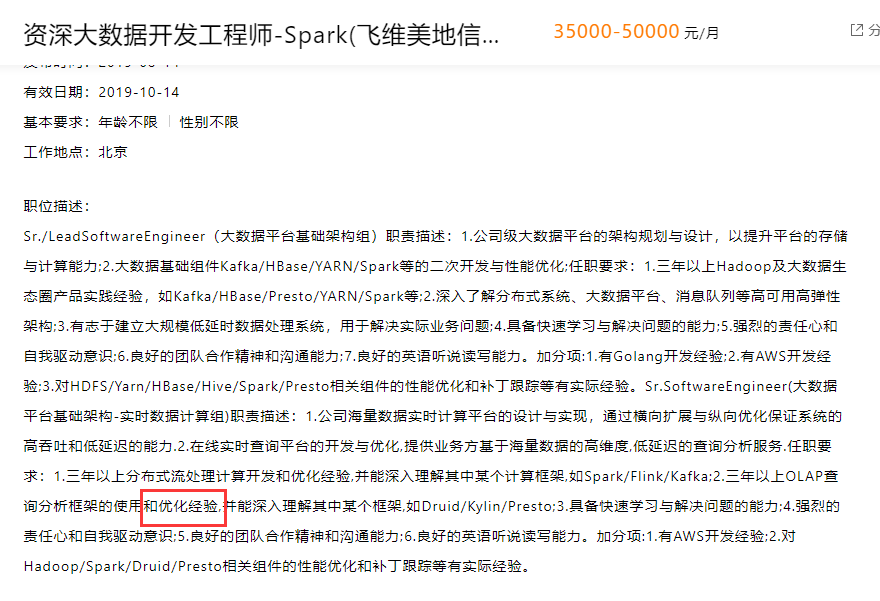 资深大数据开发工程师-Spark(飞维美地信...
35000-50000 元/月
分
有效日期：2019-10-14
基本要求：年龄不限 | 性别不限
工作地点：北京
职位描述：
Sr./LeadSoftwareEngineer（大数据平台基础架构组）职责描述：1.公司级大数据平台的架构规划与设计，以提升平台的存储
与计算能力;2.大数据基础组件Kafka/HBase/YARN/Spark等的二次开发与性能优化;任职要求：1.三年以上Hadoop及大数据生
态圈产品实践经验，如Kafka/HBase/Presto/YARN/Spark等;2.深入了解分布式系统、大数据平台、消息队列等高可用高弹性
架构;3.有志于建立大规模低延时数据处理系统，用于解决实际业务问题;4.具备快速学习与解决问题的能力;5.强烈的责任心和
自我驱动意识;6.良好的团队合作精神和沟通能力;7.良好的英语听说读写能力。加分项:1.有Golang开发经验;2.有AWS开发经
验;3.对HDFS/Yarn/HBase/Hive/Spark/Presto相关组件的性能优化和补丁跟踪等有实际经验。Sr.SoftwareEngineer(大数据
平台基础架构-实时数据计算组)职责描述：1.公司海量数据实时计算平台的设计与实现，通过横向扩展与纵向优化保证系统的
高吞吐和低延迟的能力.2.在线实时查询平台的开发与优化,提供业务方基于海量数据的高维度,低延迟的查询分析服务.任职要
求：1.三年以上分布式流处理计算开发和优化经验,并能深入理解其中某个计算框架,如Spark/Flink/Kafka;2.三年以上OLAP查
询分析框架的使用和优化经验,并能深入理解其中某个框架,如Druid/Kylin/Presto;3.具备快速学习与解决问题的能力;4.强烈的
责任心和自我驱动意识;5.良好的团队合作精神和沟通能力;6.良好的英语听说读写能力。加分项:1.有AWS开发经验;2.对
Hadoop/Spark/Druid/Presto相关组件的性能优化和补丁跟踪等有实际经验。